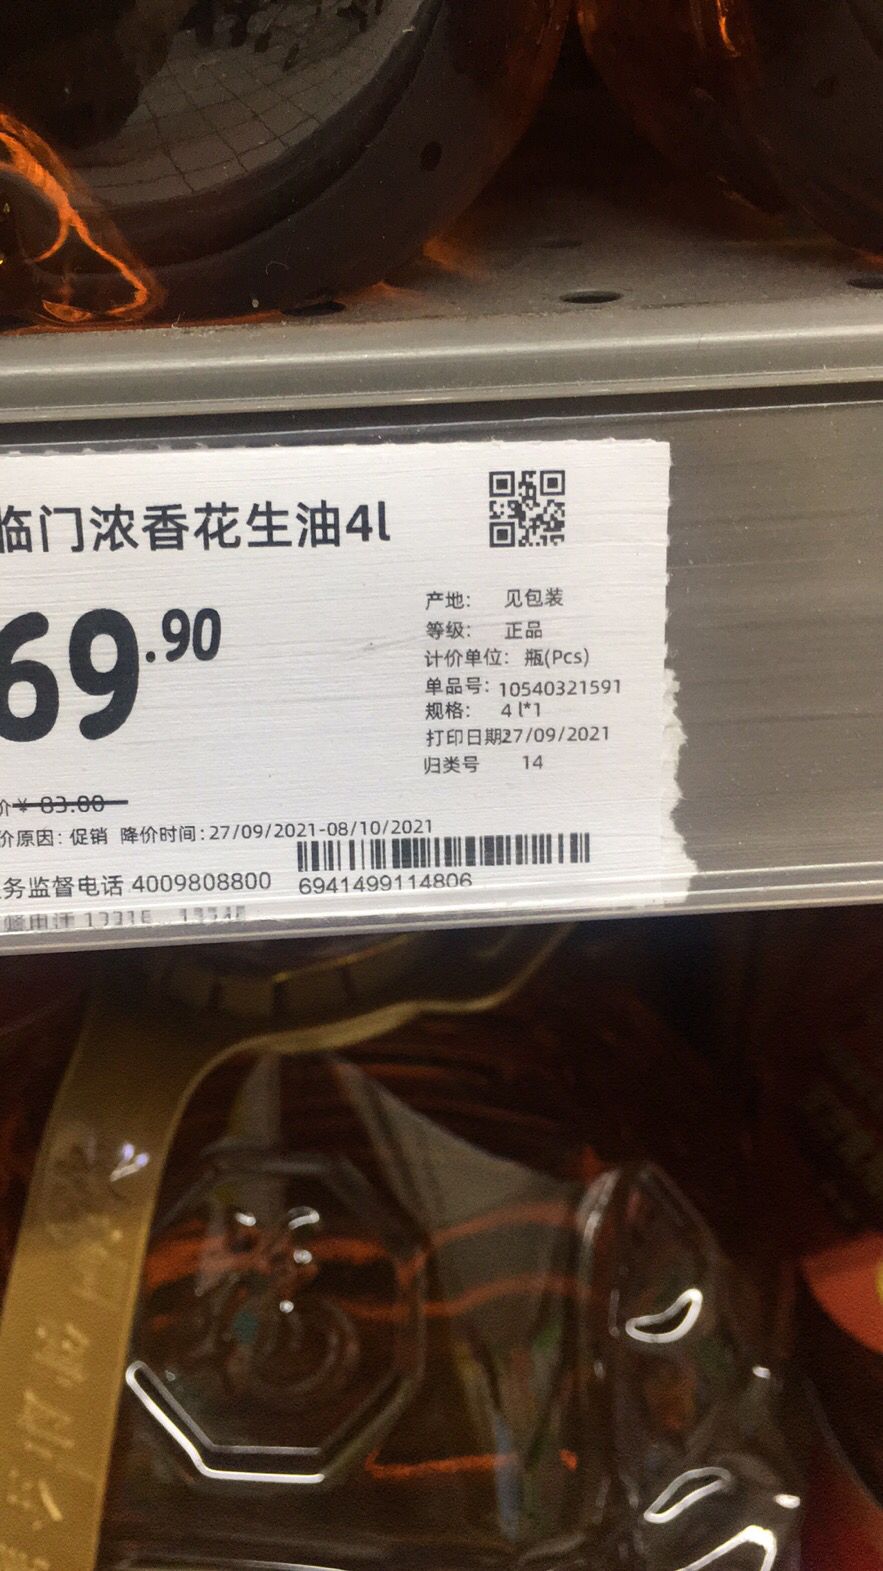 临门浓香花生油4l
69.90
产地: 见包装
等级: 正品
计价单位: 瓶(Pcs)
单品号: 10540321591
规格: 4 l*1
打印日期27/09/2021
归类号 14
价¥ 83.00
价原因: 促销 降价时间:27/09/2021-08/10/2021
务监督电话 4009808800
6941499114806